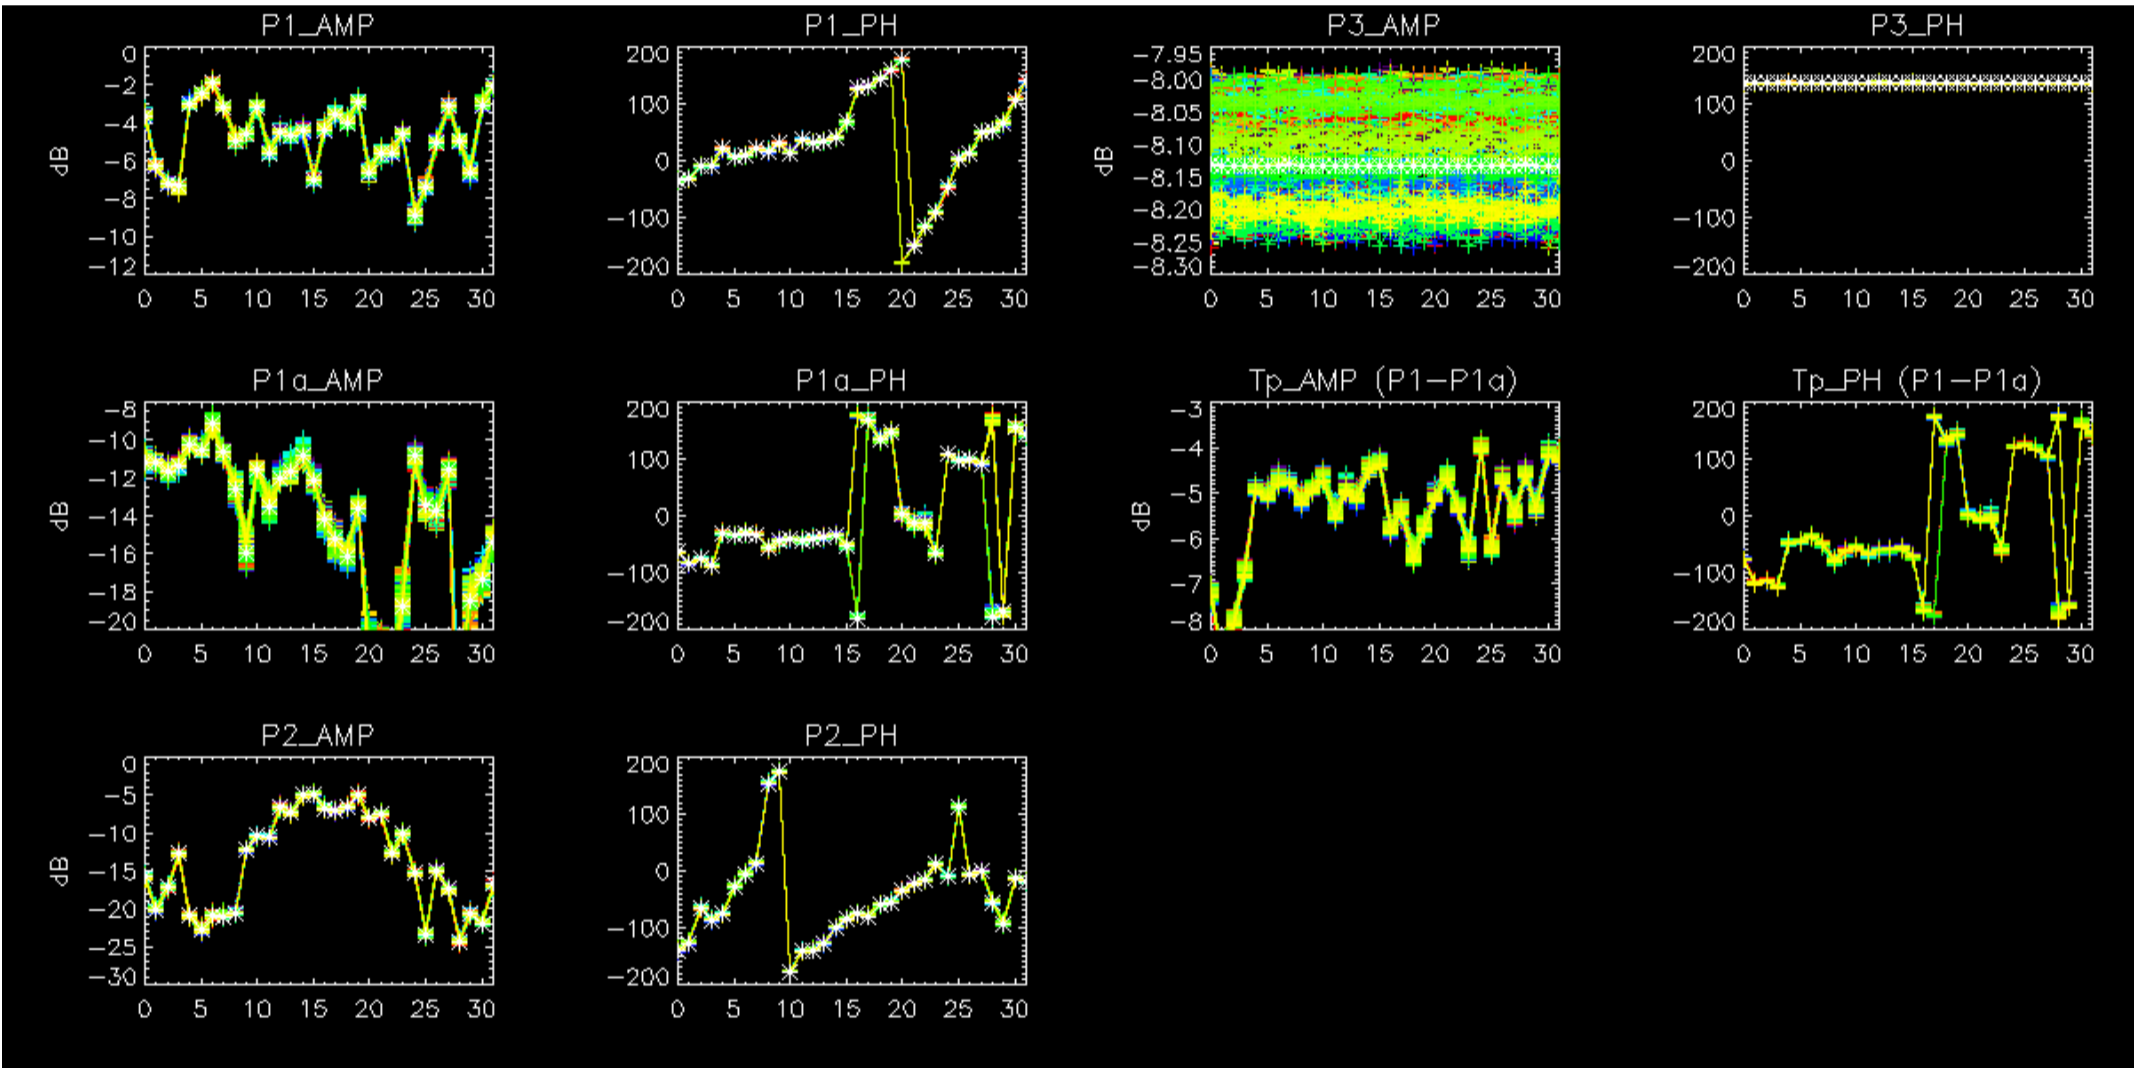 P1_AMP
0
-2
-4
-6
-8
-10
-12
dB
0 5 10 15 20 25 30
P1_PH
200
100
0
-100
-200
0 5 10 15 20 25 30
P3_AMP
-7.95
-8.00
-8.05
-8.10
-8.15
-8.20
-8.25
-8.30
dB
0 5 10 15 20 25 30
P3_PH
200
100
0
-100
-200
0 5 10 15 20 25 30
P1a_AMP
-8
-10
-12
-14
-16
-18
-20
dB
0 5 10 15 20 25 30
P1a_PH
200
100
0
-100
-200
0 5 10 15 20 25 30
Tp_AMP (P1-P1a)
-3
-4
-5
-6
-7
-8
dB
0 5 10 15 20 25 30
Tp_PH (P1-P1a)
200
100
0
-100
-200
0 5 10 15 20 25 30
P2_AMP
0
-5
-10
-15
-20
-25
-30
dB
0 5 10 15 20 25 30
P2_PH
200
100
0
-100
-200
0 5 10 15 20 25 30